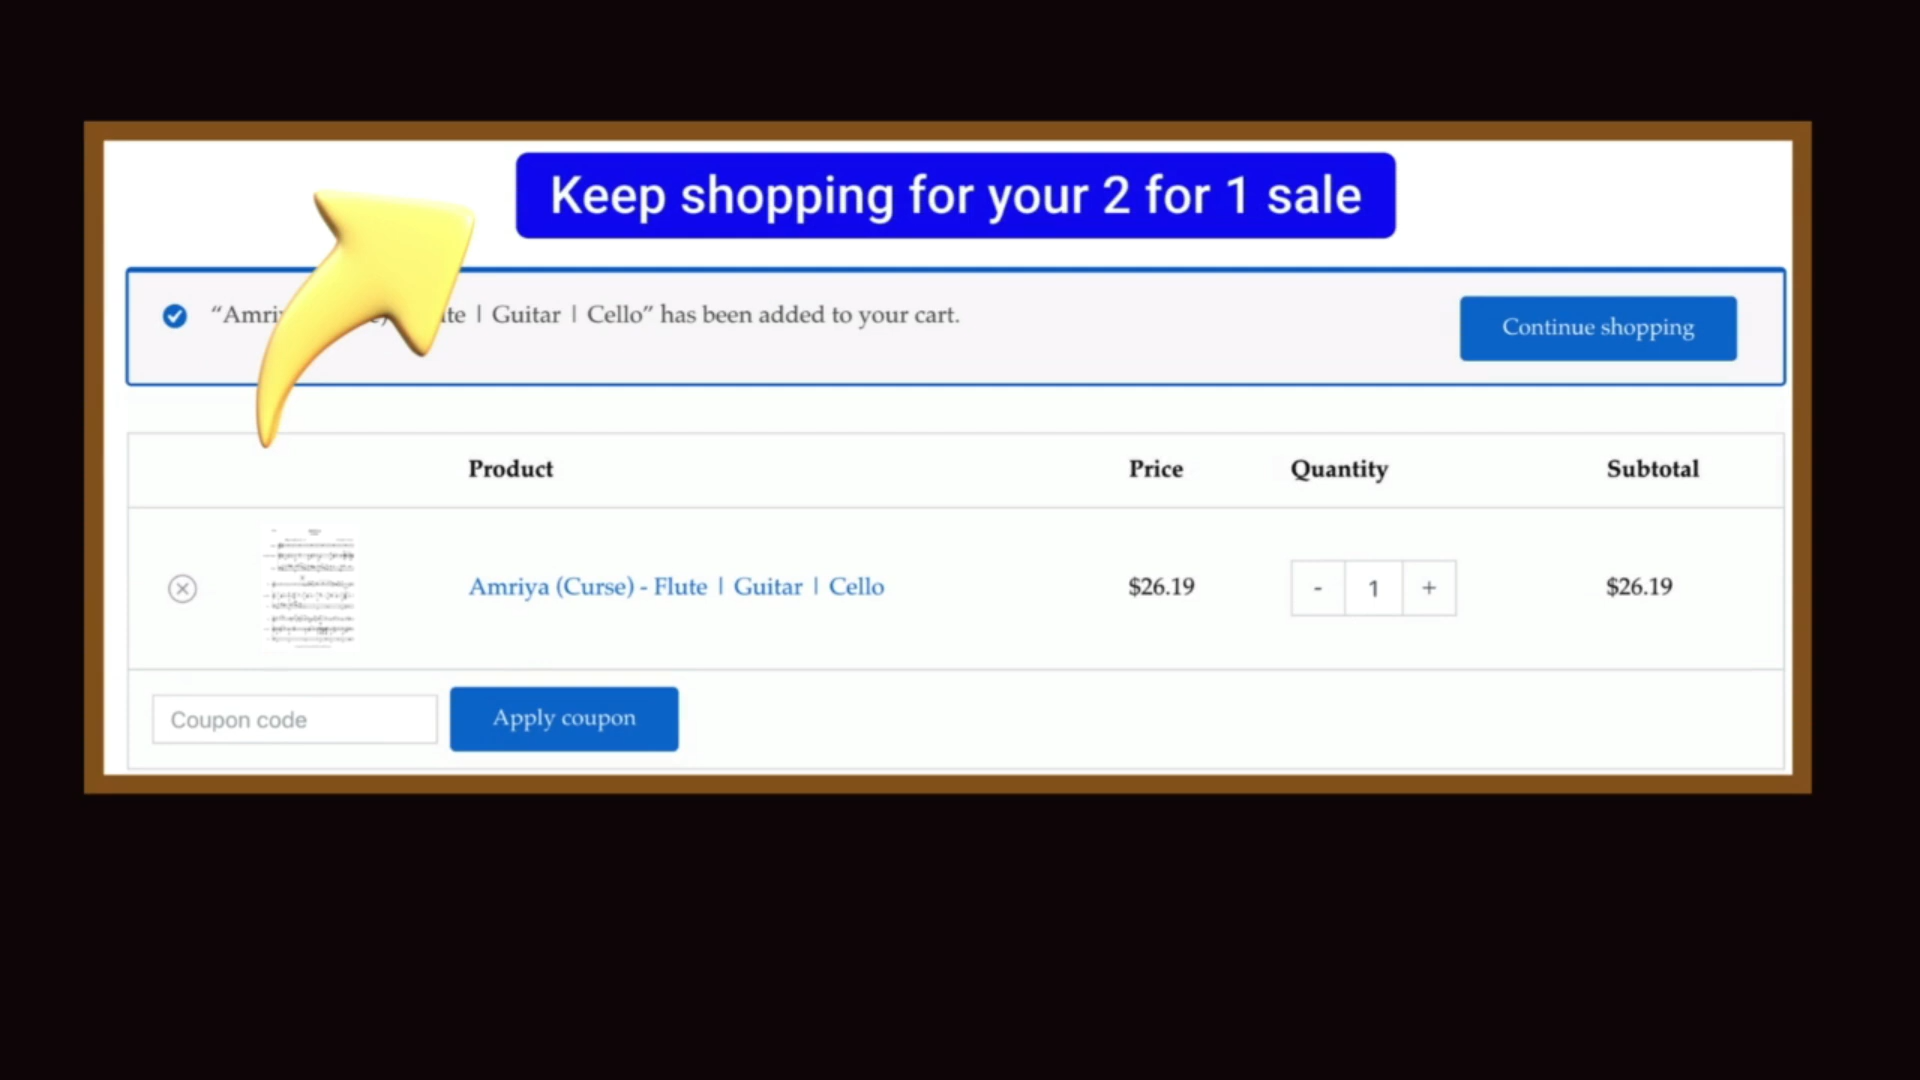 Keep shopping for your 2 for 1 sale
“Amri te | Guitar | Cello” has been added to your cart.
Continue shopping
Product Price Quantity Subtotal
Amriya (Curse) - Flute | Guitar | Cello $26.19 - 1 + $26.19
Coupon code Apply coupon